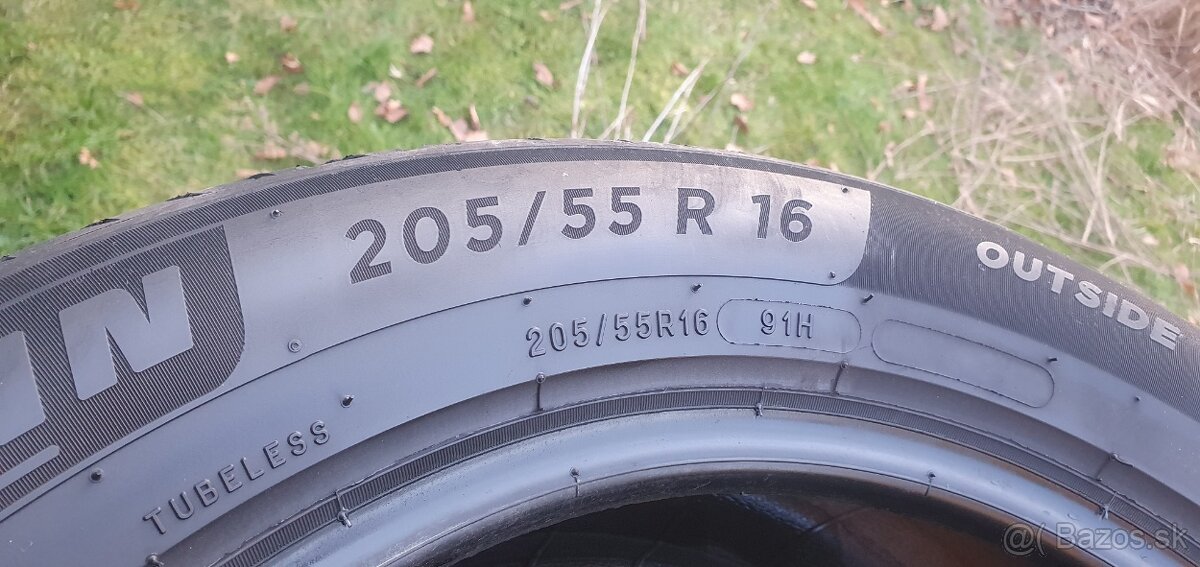 205/55 R 16
OUTSIDE
205/55R16 91H
TUBELESS
@( Bazos.sk